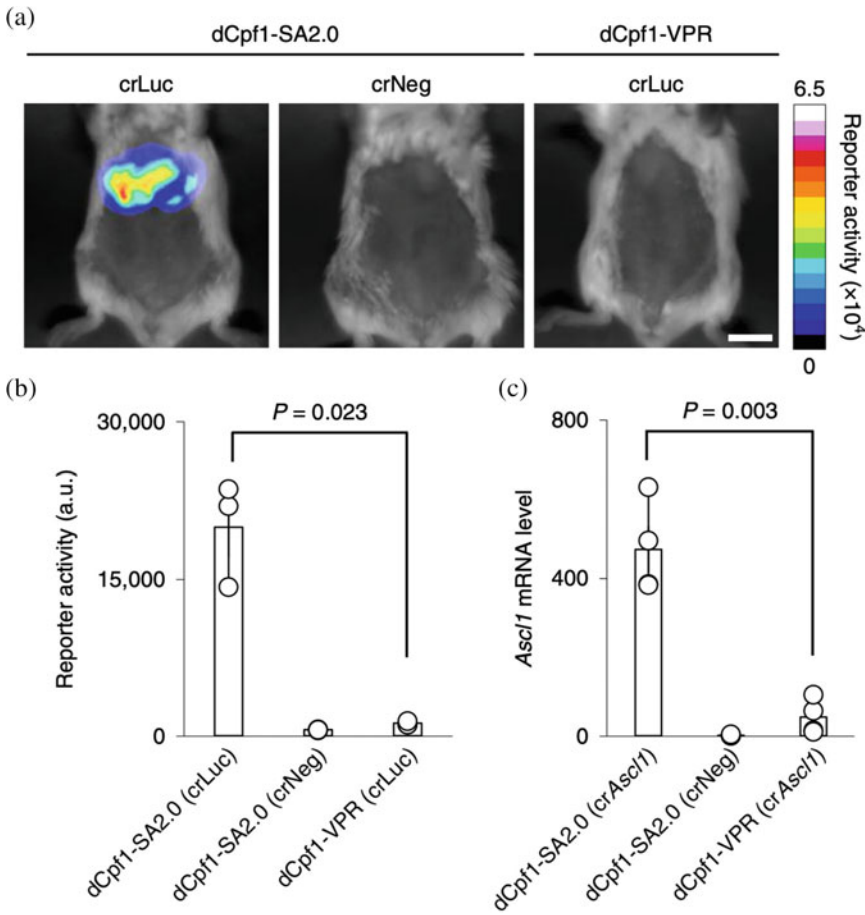 (a)
dCpf1-SA2.0 dCpf1-VPR
crLuc crNeg crLuc
6.5
Reporter activity (×10⁴)
0
(b)
P = 0.023
30,000
15,000
0
Reporter activity (a.u.)
dCpf1-SA2.0 (crLuc)
dCpf1-SA2.0 (crNeg)
dCpf1-VPR (crLuc)
(c)
P = 0.003
800
400
0
Ascl1 mRNA level
dCpf1-SA2.0 (crAscl1)
dCpf1-SA2.0 (crNeg)
dCpf1-VPR (crAscl1)